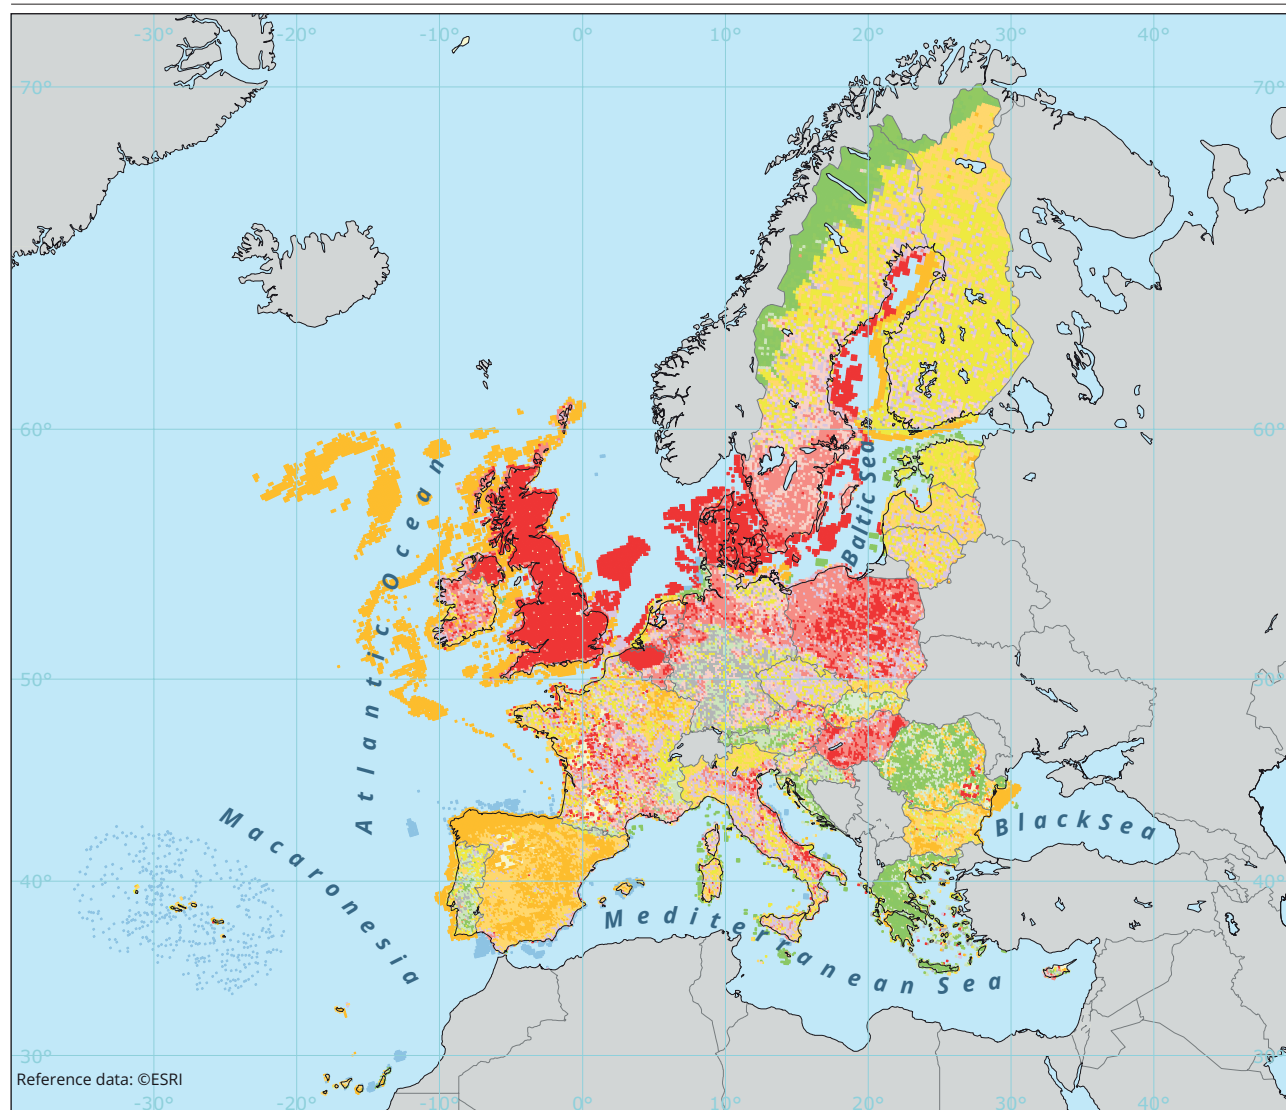 -30° -20° -10° 0° 10° 20° 30° 40°
70° 70°
60° 60°
Atlantic Ocean
Baltic Sea
50° 50°
Macaronesia
Black Sea
40° 40°
Mediterranean Sea
30° 30°
Reference data: ©ESRI
-30° -20° -10° 0° 10° 20° 30° 40°